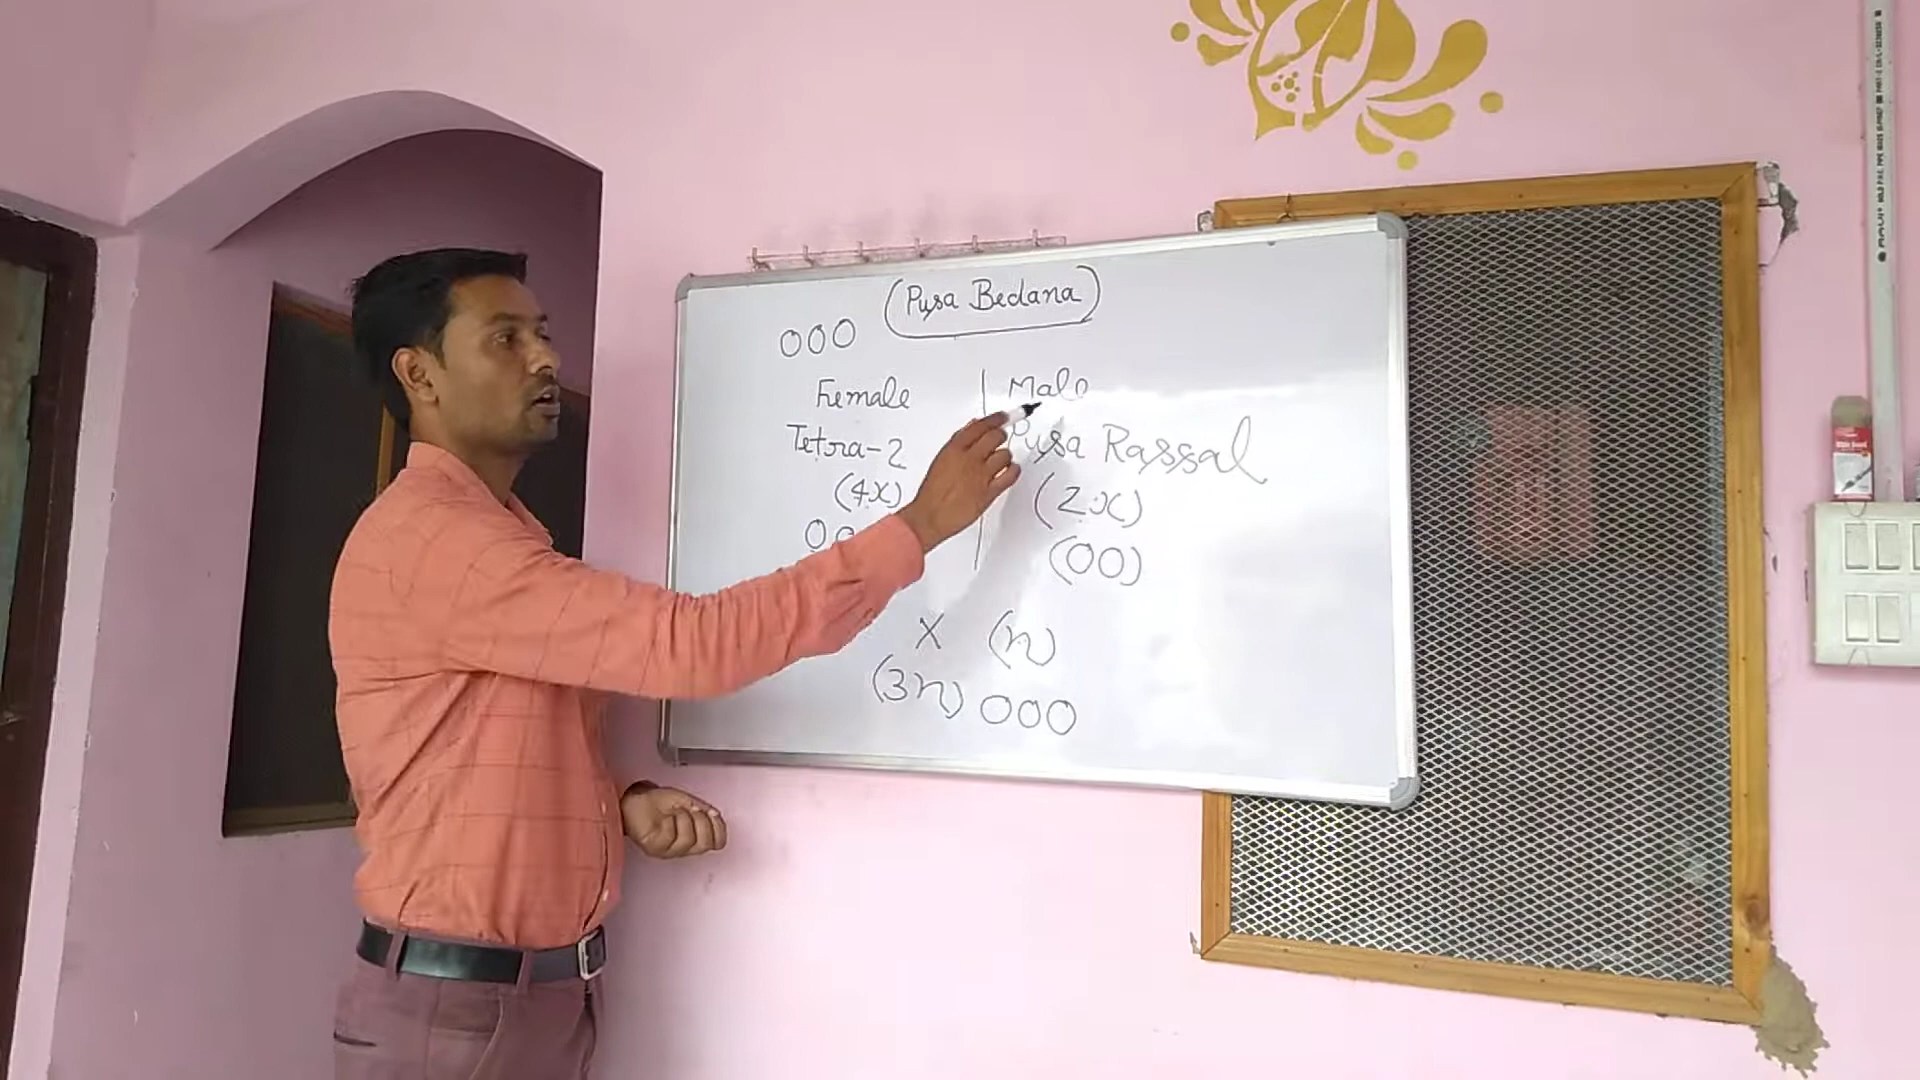 (Pusa Bedana)
OOO
Female | Male
Tetra-2
Pusa Rassal
(4x)
(2x)
(OO)
X (n)
(3n) OOO